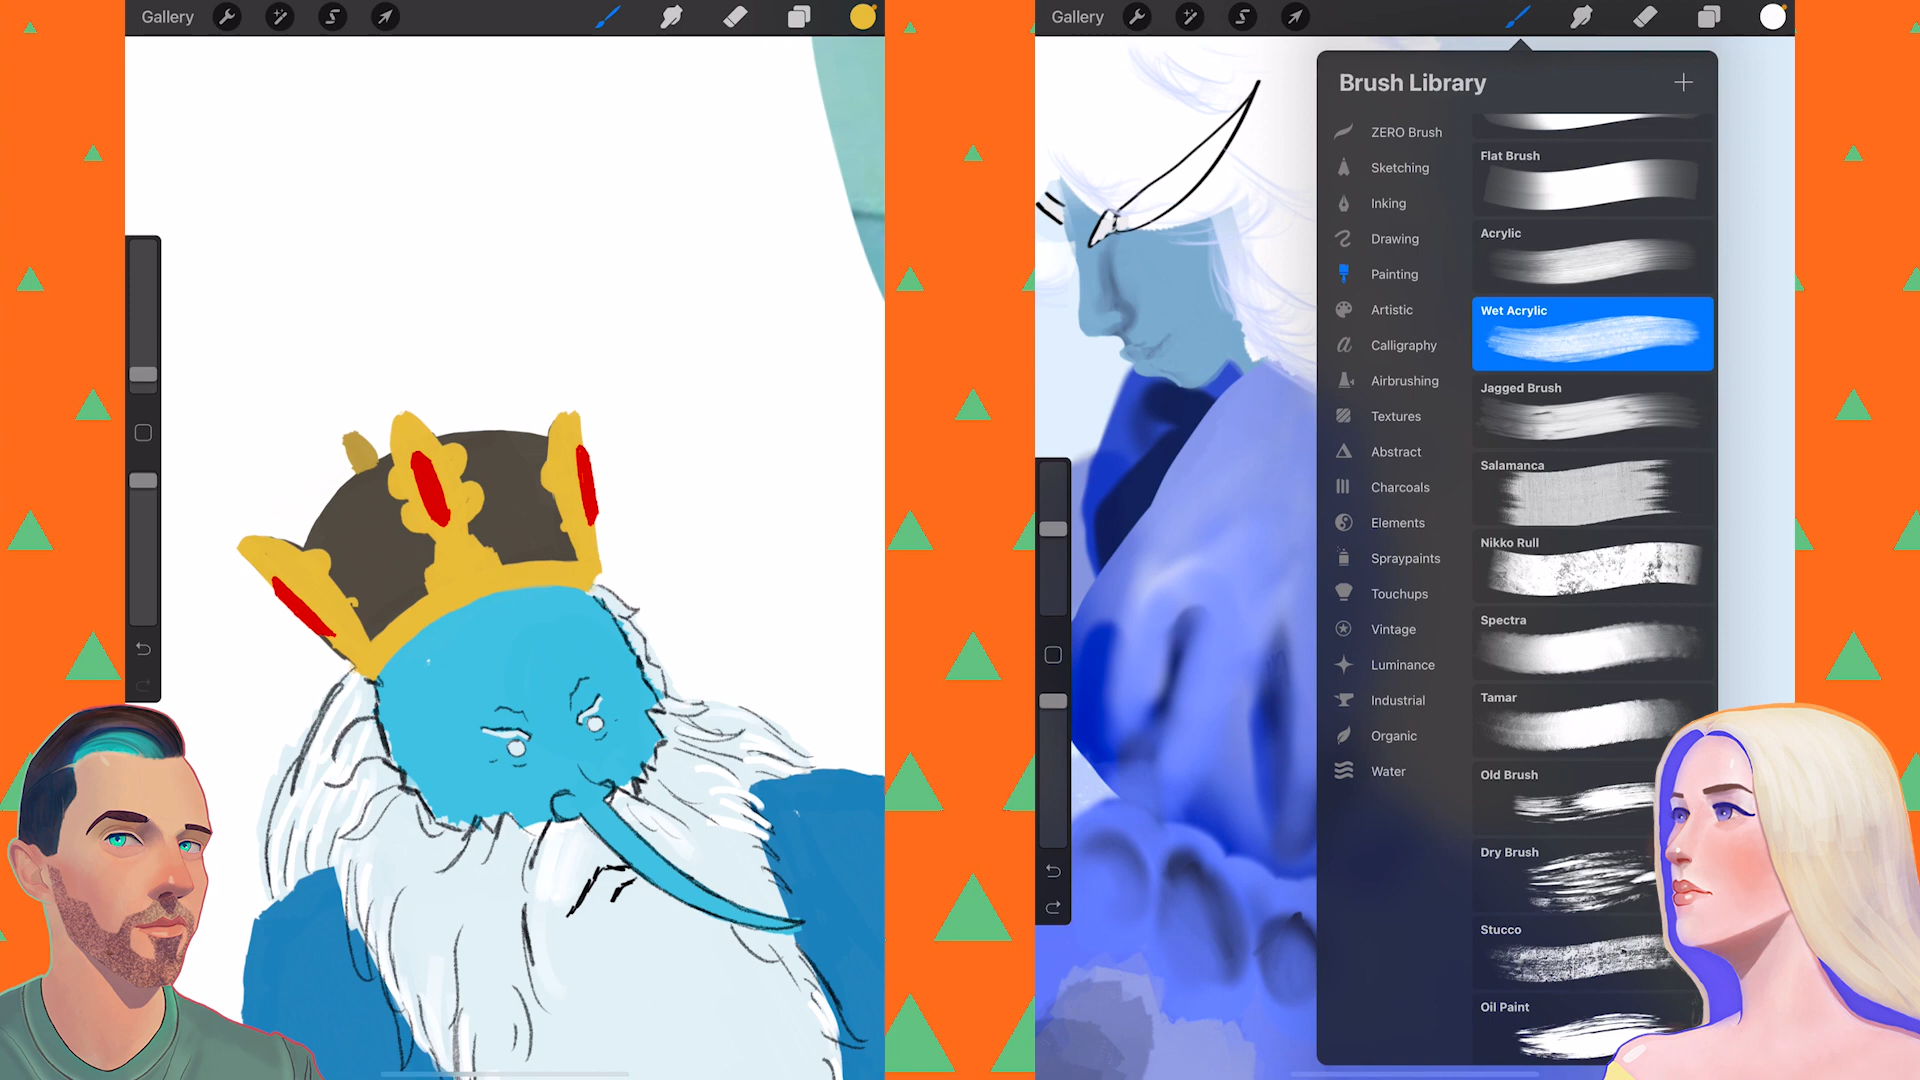 Gallery
Gallery
Brush Library
ZERO Brush
Sketching
Inking
Drawing
Painting
Artistic
Calligraphy
Airbrushing
Textures
Abstract
Charcoals
Elements
Spraypaints
Touchups
Vintage
Luminance
Industrial
Organic
Water
Flat Brush
Acrylic
Wet Acrylic
Jagged Brush
Salamanca
Nikko Rull
Spectra
Tamar
Old Brush
Dry Brush
Stucco
Oil Paint